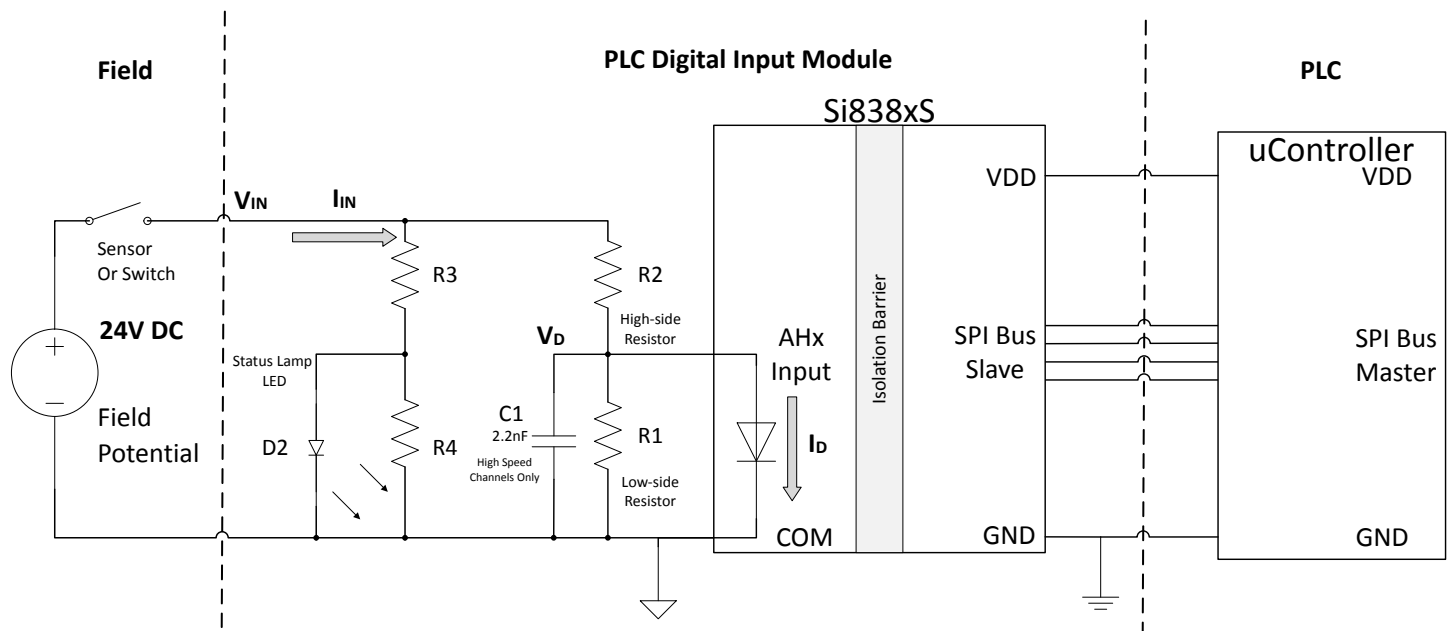 Field
PLC Digital Input Module
PLC
Si838xS
uController
VDD
VDD
VIN
IIN
Sensor
Or Switch
R3
R2
24V DC
High-side
Resistor
VD
Status Lamp
LED
AHx
Input
Isolation Barrier
SPI Bus
Slave
SPI Bus
Master
Field
Potential
D2
R4
C1
2.2nF
High Speed
Channels Only
R1
Low-side
Resistor
ID
COM
GND
GND